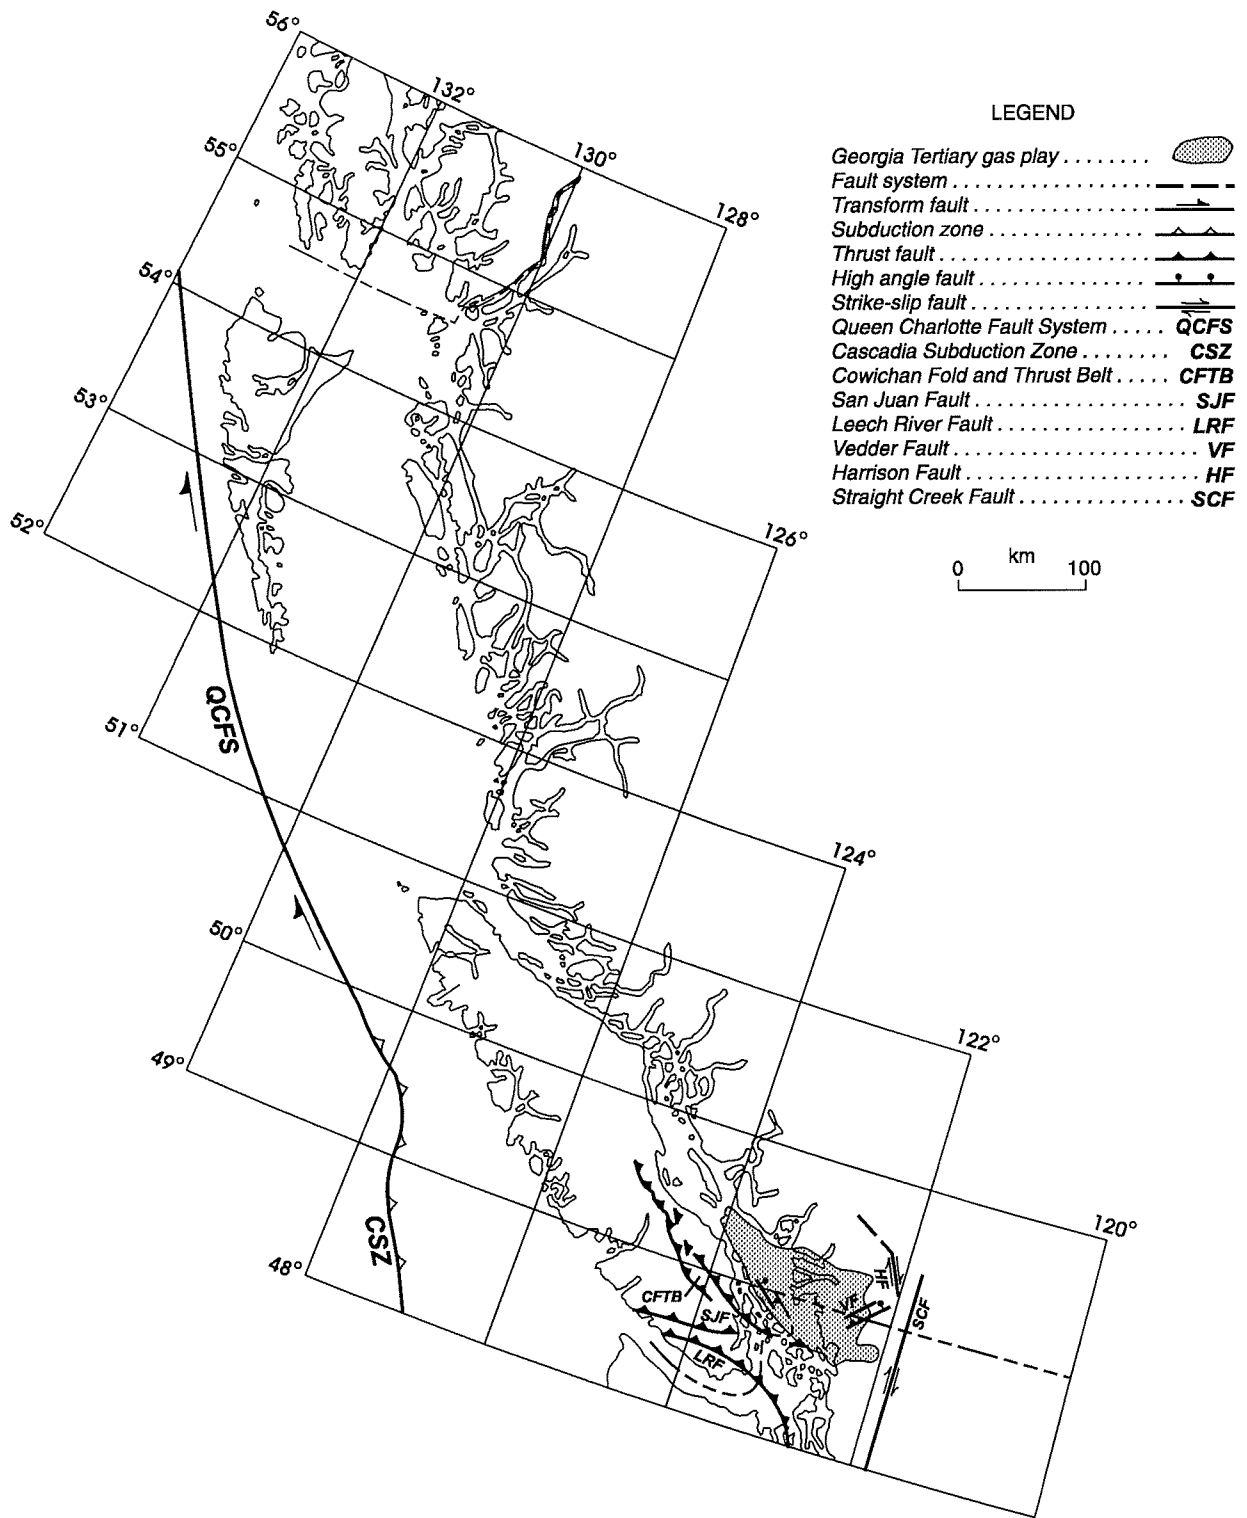 56°
132°
55°
130°
128°
54°
53°
52°
126°
51°
124°
50°
122°
49°
120°
48°
LEGEND
Georgia Tertiary gas play ........
Fault system ....................
Transform fault ..................
Subduction zone ................
Thrust fault .....................
High angle fault .................
Strike-slip fault ..................
Queen Charlotte Fault System ..... QCFS
Cascadia Subduction Zone ........ CSZ
Cowichan Fold and Thrust Belt ..... CFTB
San Juan Fault ....................... SJF
Leech River Fault .................... LRF
Vedder Fault .......................... VF
Harrison Fault ........................ HF
Straight Creek Fault ................ SCF
km
0 100
QCFS
CSZ
CFTB
SJF
LRF
HF
VF
SCF